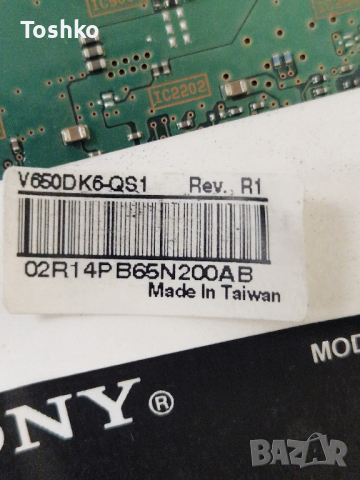 Toshko
IC2202
V650DK6-QS1 Rev., R1
02R14PB65N200AB
Made In Taiwan
MOD
ONY®
BAZAR